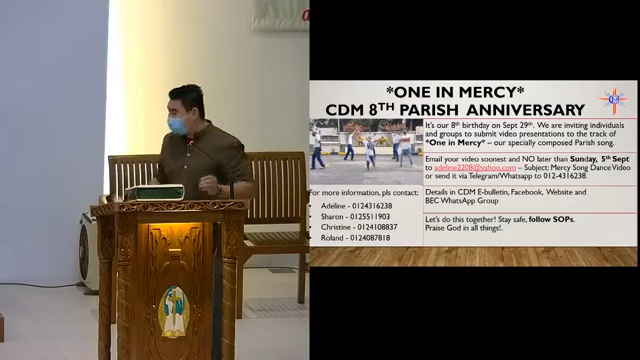 *ONE IN MERCY*
CDM 8TH PARISH ANNIVERSARY
It's our 8th birthday on Sept 29th. We are inviting individuals
and groups to submit video presentations to the track of
*One in Mercy* – our specially composed Parish song.
Email your video soonest and NO later than Sunday, 5th Sept
to adeline2208@yahoo.com – Subject: Mercy Song Dance Video
or send it via Telegram/Whatsapp to 012-4316238.
For more information, pls contact:
• Adeline - 0124316238
• Sharon - 0125511903
• Christine - 0124108837
• Roland - 0124087818
Details in CDM E-bulletin, Facebook, Website and
BEC WhatsApp Group
Let's do this together! Stay safe, follow SOPs.
Praise God in all things!.